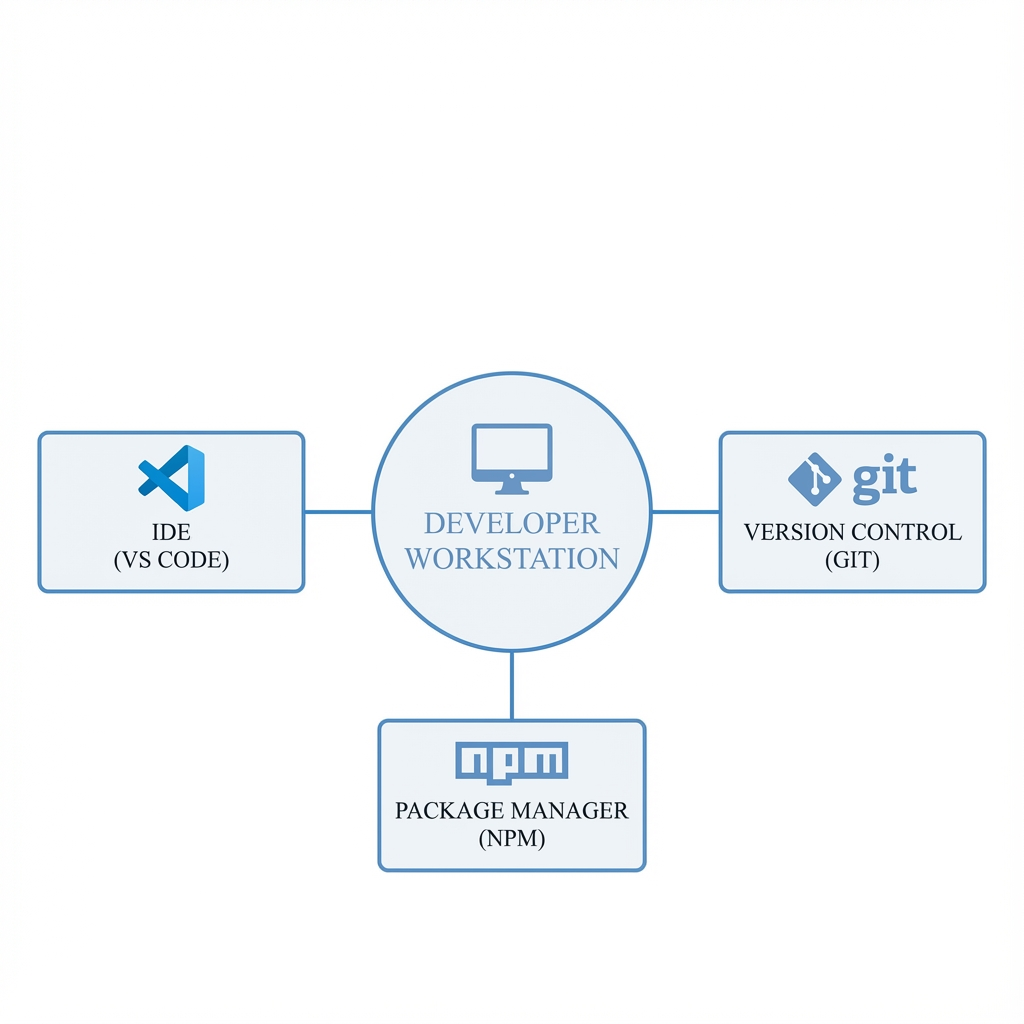 IDE
(VS CODE)
DEVELOPER
WORKSTATION
git
VERSION CONTROL
(GIT)
npm
PACKAGE MANAGER
(NPM)